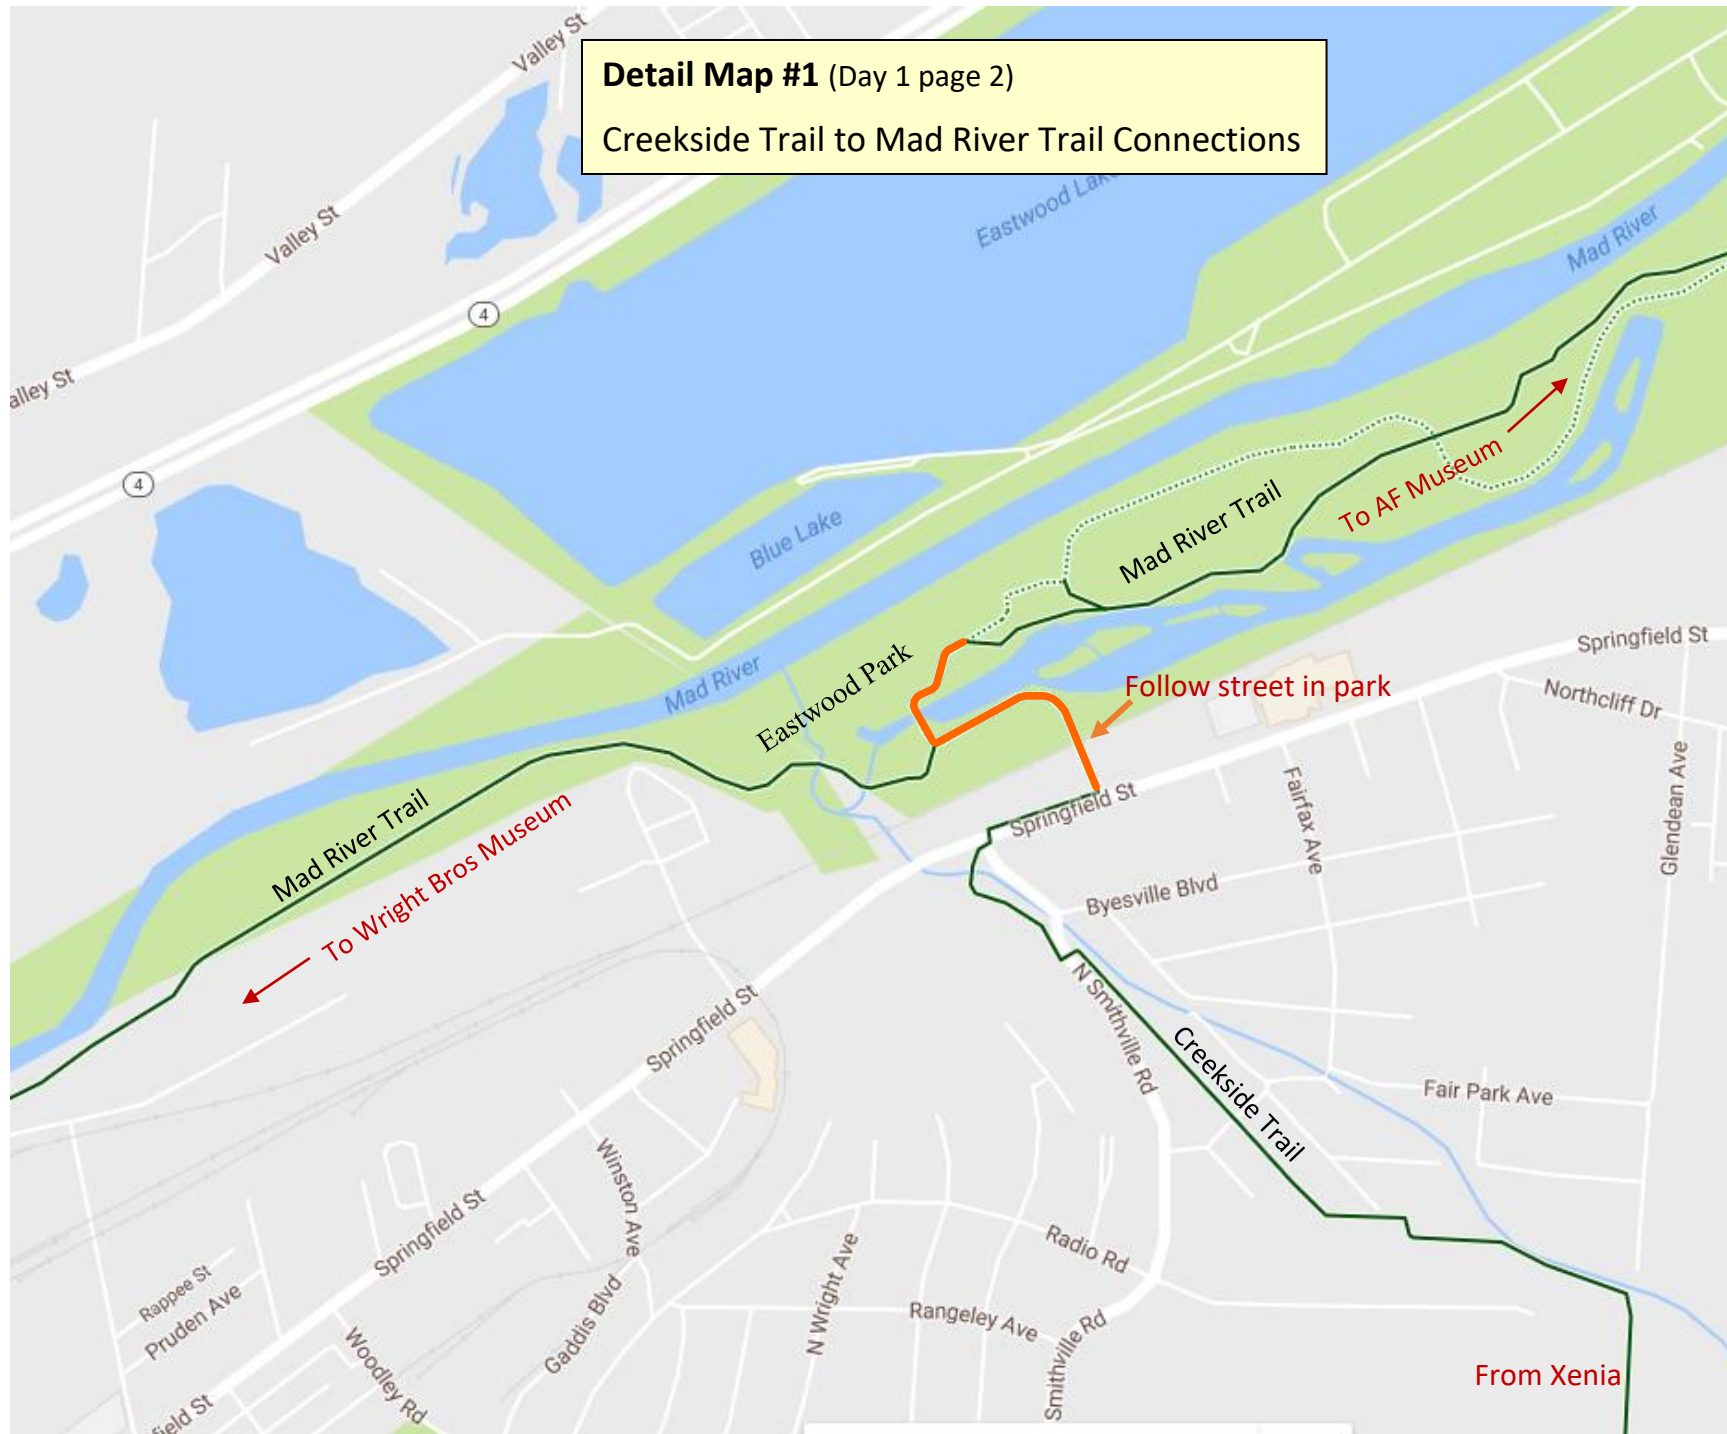 Valley St
Detail Map #1 (Day 1 page 2)
Creekside Trail to Mad River Trail Connections
Valley St
Eastwood Lake
Mad River
4
alley St
4
To AF Museum
Mad River Trail
Blue Lake
Springfield St
Eastwood Park
Mad River
Follow street in park
Northcliff Dr
Mad River Trail
To Wright Bros Museum
Springfield St
Fairfax Ave
Glendean Ave
Byesville Blvd
N Smithville Rd
Springfield St
Creekside Trail
Fair Park Ave
Winston Ave
Springfield St
Radio Rd
Rappee St
Pruden Ave
N Wright Ave
Gaddis Blvd
Rangeley Ave
Smithville Rd
Woodley Rd
From Xenia
field St